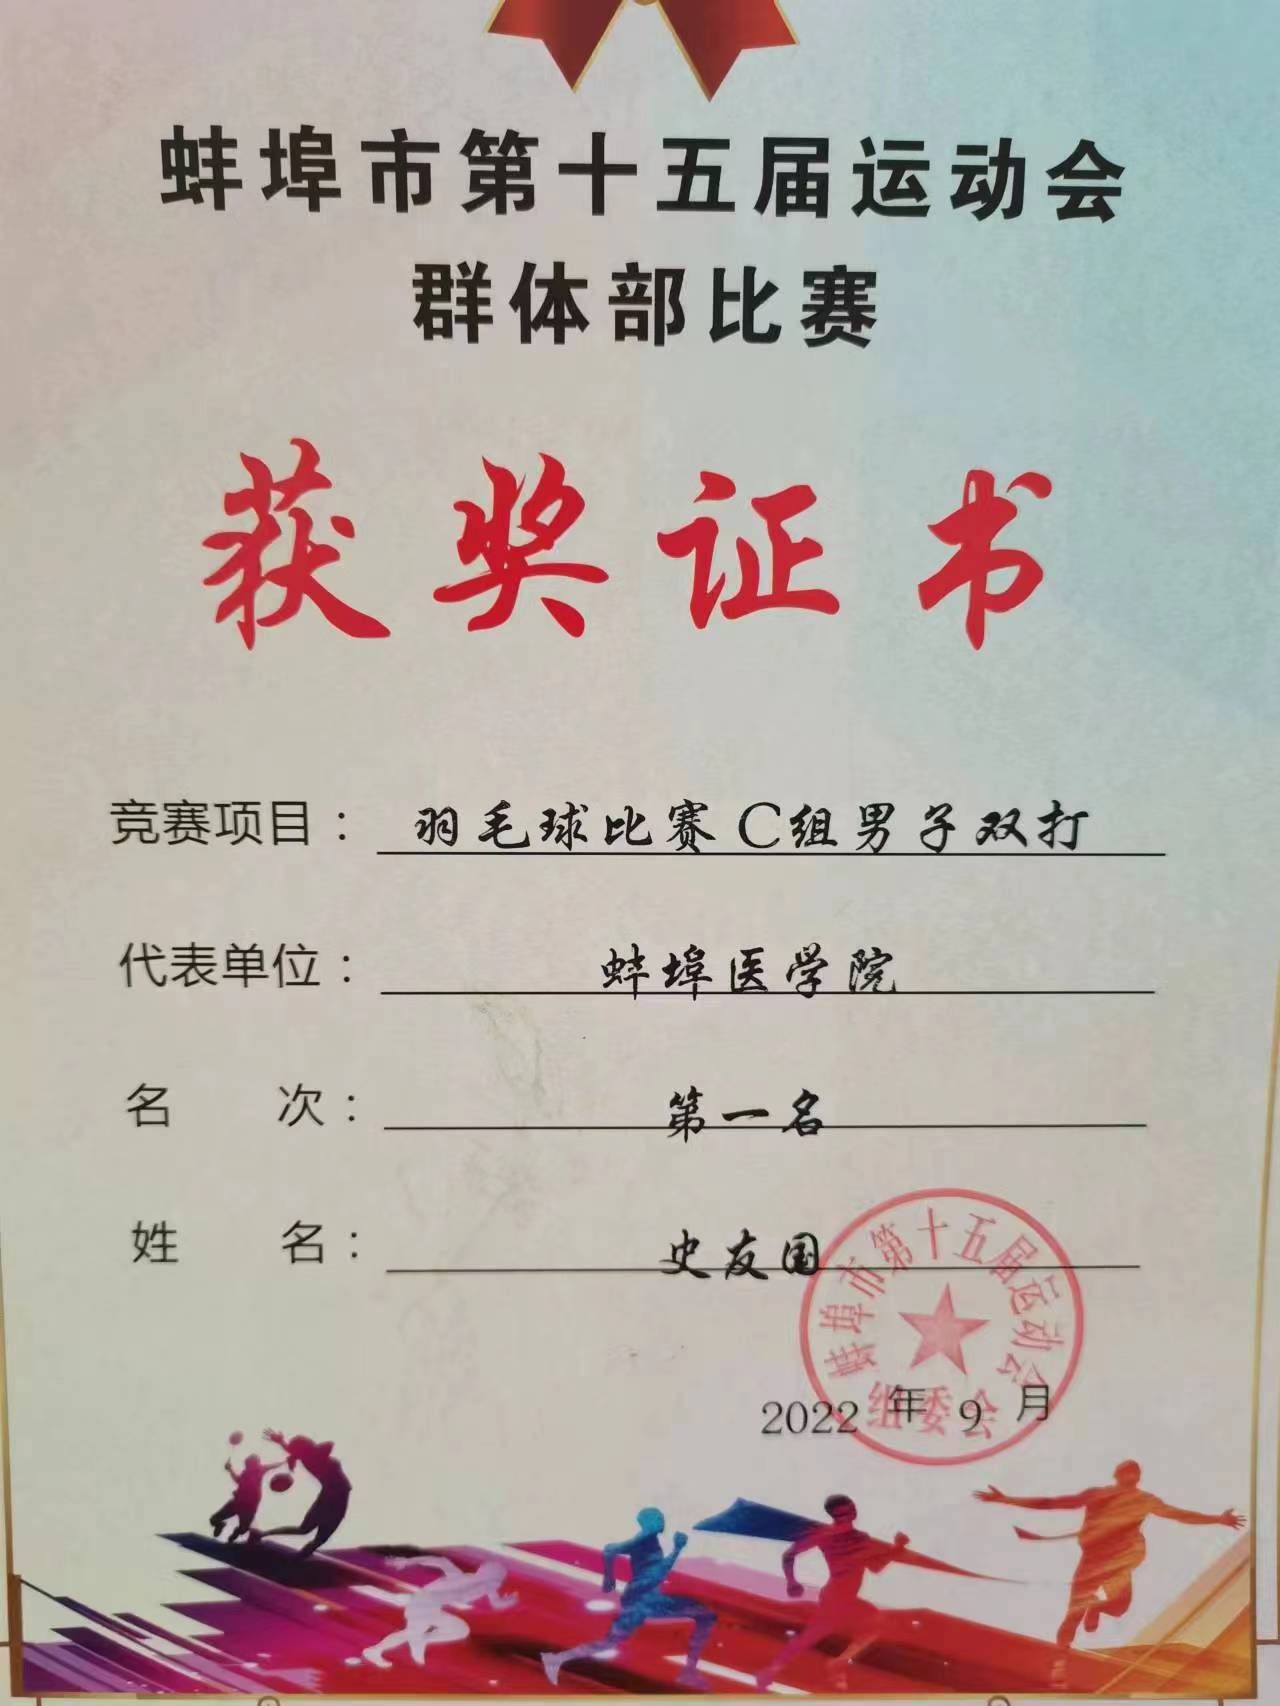 蚌埠市第十五届运动会
群体部比赛
获奖证书
竞赛项目：羽毛球比赛C组男子双打
代表单位：蚌埠医学院
名 次：第一名
姓 名：史友国
蚌埠市第十五届运动会
组委会
2022年9月